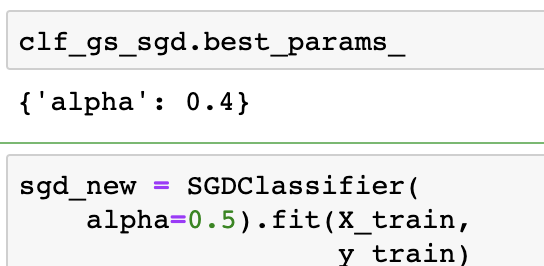 clf_gs_sgd.best_params_
{'alpha': 0.4}
sgd_new = SGDClassifier(
alpha=0.5).fit(X_train,
y_train)